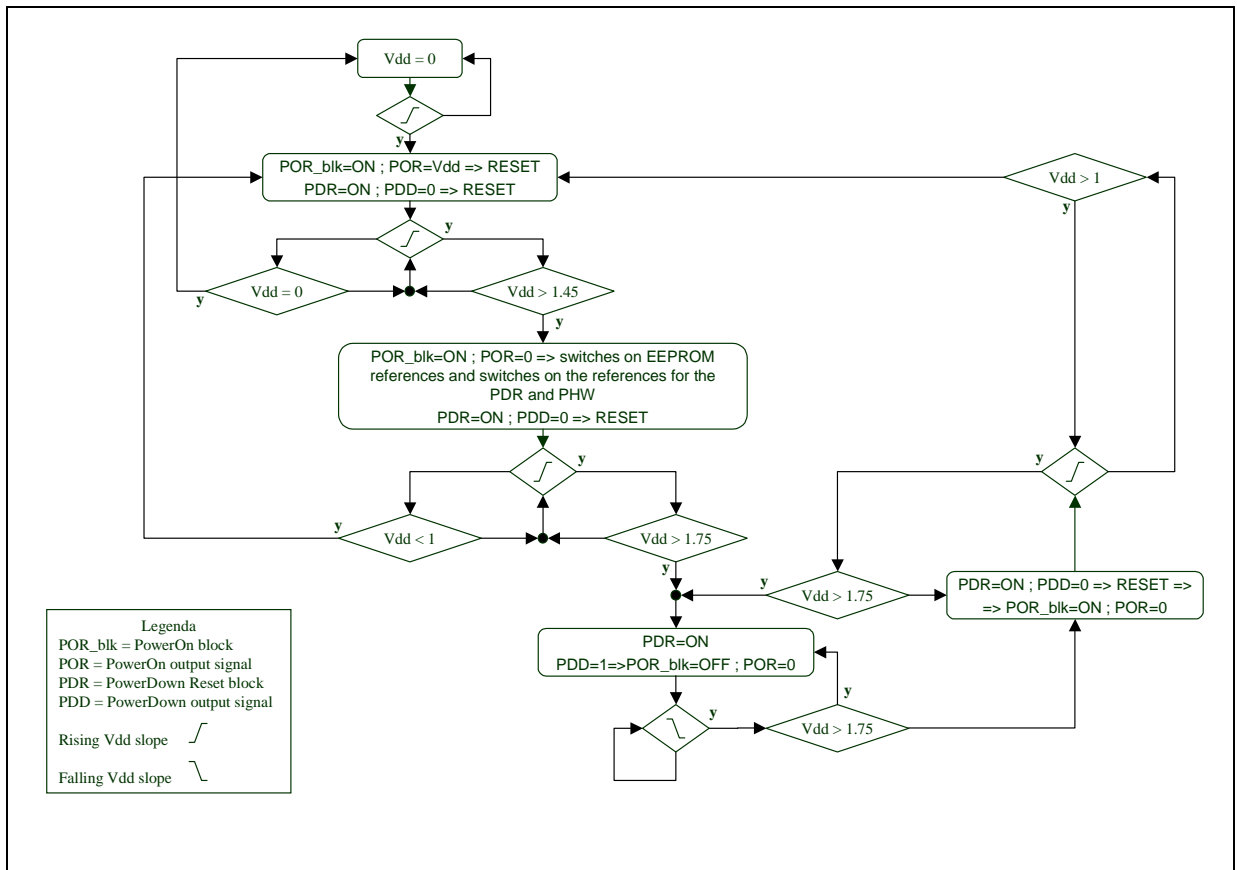 Vdd = 0
y
POR_blk=ON ; POR=Vdd => RESET
PDR=ON ; PDD=0 => RESET
Vdd > 1
y
y
Vdd = 0
y
Vdd > 1.45
y
POR_blk=ON ; POR=0 => switches on EEPROM
references and switches on the references for the
PDR and PHW
PDR=ON ; PDD=0 => RESET
y
y
y
Vdd < 1
Vdd > 1.75
y
y
Vdd > 1.75
PDR=ON ; PDD=0 => RESET =>
=> POR_blk=ON ; POR=0
PDR=ON
PDD=1=>POR_blk=OFF ; POR=0
y
y
Vdd > 1.75
Legenda
POR_blk = PowerOn block
POR = PowerOn output signal
PDR = PowerDown Reset block
PDD = PowerDown output signal
Rising Vdd slope
Falling Vdd slope